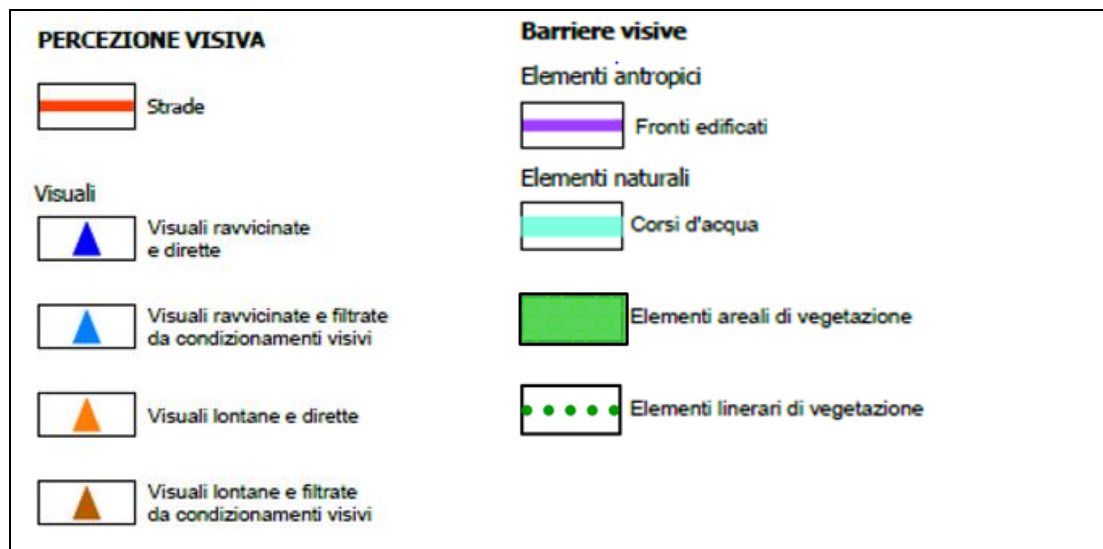 PERCEZIONE VISIVA
Strade
Visuali
Visuali ravvicinate
e dirette
Visuali ravvicinate e filtrate
da condizionamenti visivi
Visuali lontane e dirette
Visuali lontane e filtrate
da condizionamenti visivi
Barriere visive
Elementi antropici
Fronti edificati
Elementi naturali
Corsi d'acqua
Elementi areali di vegetazione
Elementi linerari di vegetazione